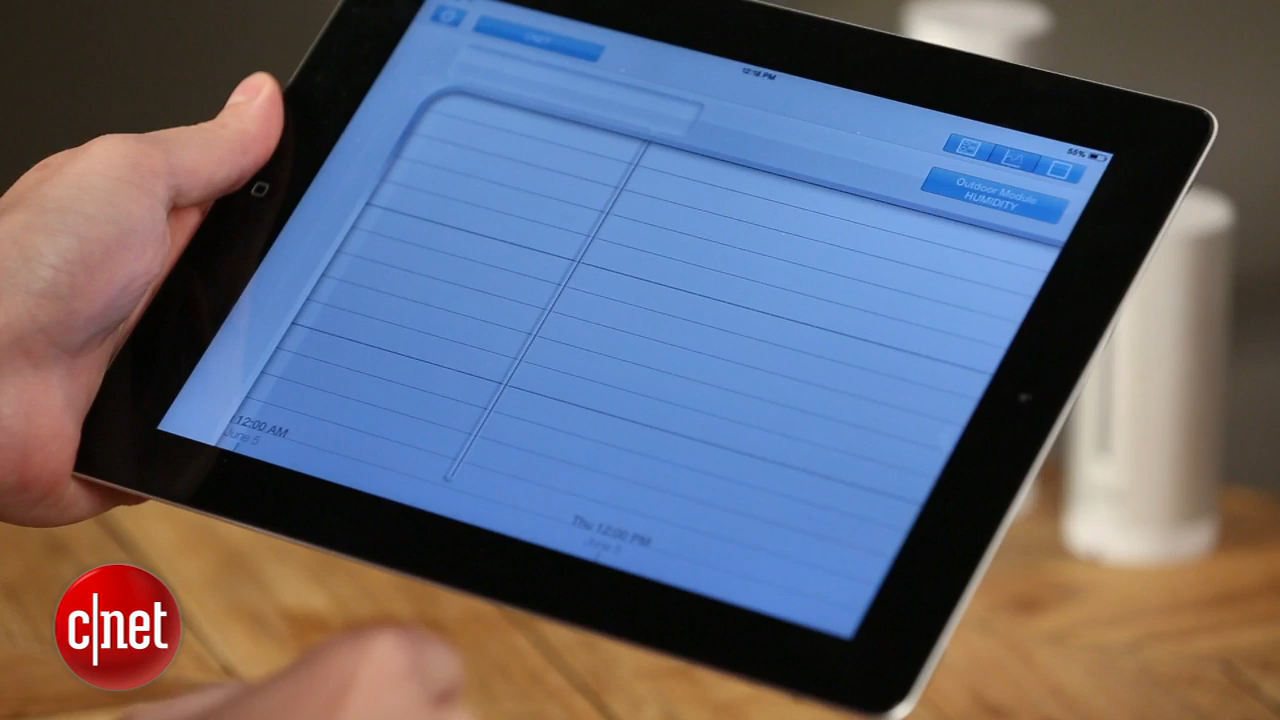 CNET
12:18 PM
55%
Outdoor Module
HUMIDITY
12:00 AM
June 5
Thu 12:00 PM
June 5
c|net